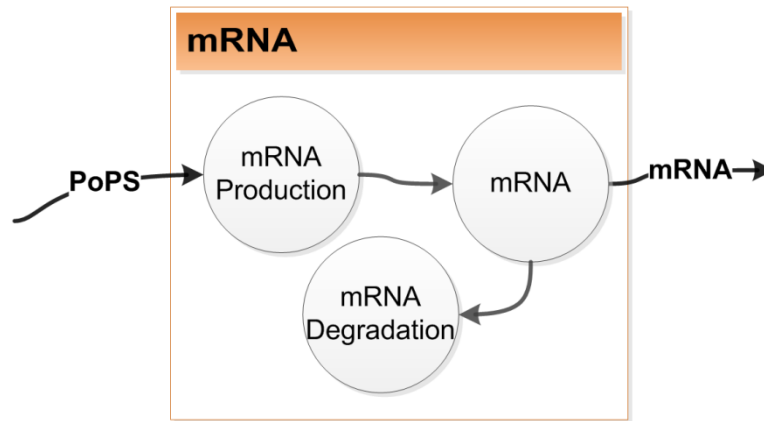 mRNA
PoPS
mRNA
Production
mRNA
mRNA
mRNA
Degradation